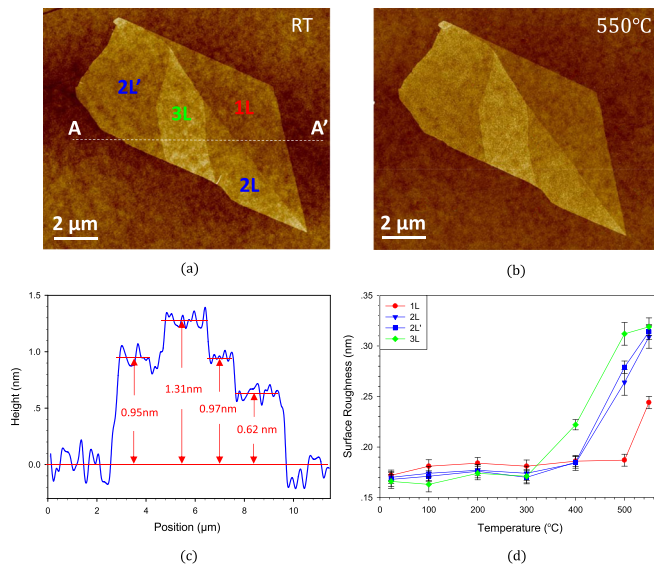 RT
2L'
1L
3L
A
A'
2L
2 µm
(a)
550℃
2 µm
(b)
1.5
1.0
.5
0.0
Height (nm)
0.95nm
1.31nm
0.97nm
0.62 nm
2
4
6
8
10
Position (µm)
(c)
.35
.30
.25
.20
.15
Surface Roughness (nm)
1L
2L
2L'
3L
0
100
200
300
400
500
Temperature (°C)
(d)